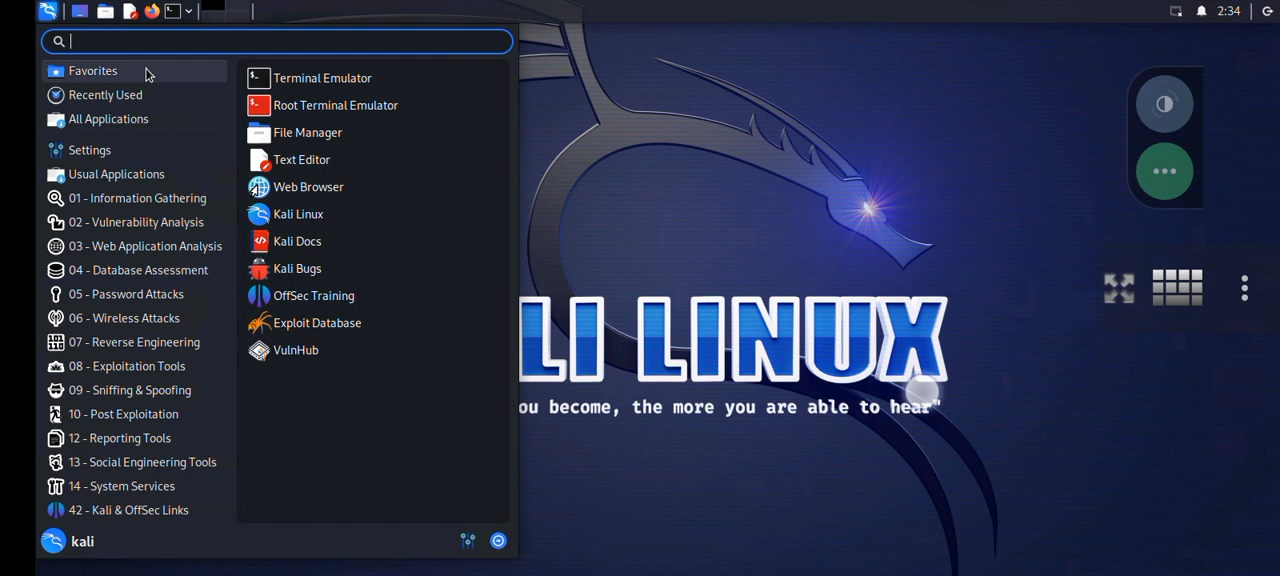 2:34
Favorites
Recently Used
All Applications
Settings
Usual Applications
01 - Information Gathering
02 - Vulnerability Analysis
03 - Web Application Analysis
04 - Database Assessment
05 - Password Attacks
06 - Wireless Attacks
07 - Reverse Engineering
08 - Exploitation Tools
09 - Sniffing & Spoofing
10 - Post Exploitation
12 - Reporting Tools
13 - Social Engineering Tools
14 - System Services
42 - Kali & OffSec Links
Terminal Emulator
Root Terminal Emulator
File Manager
Text Editor
Web Browser
Kali Linux
Kali Docs
Kali Bugs
OffSec Training
Exploit Database
VulnHub
kali
LI LINUX
ou become, the more you are able to hear"